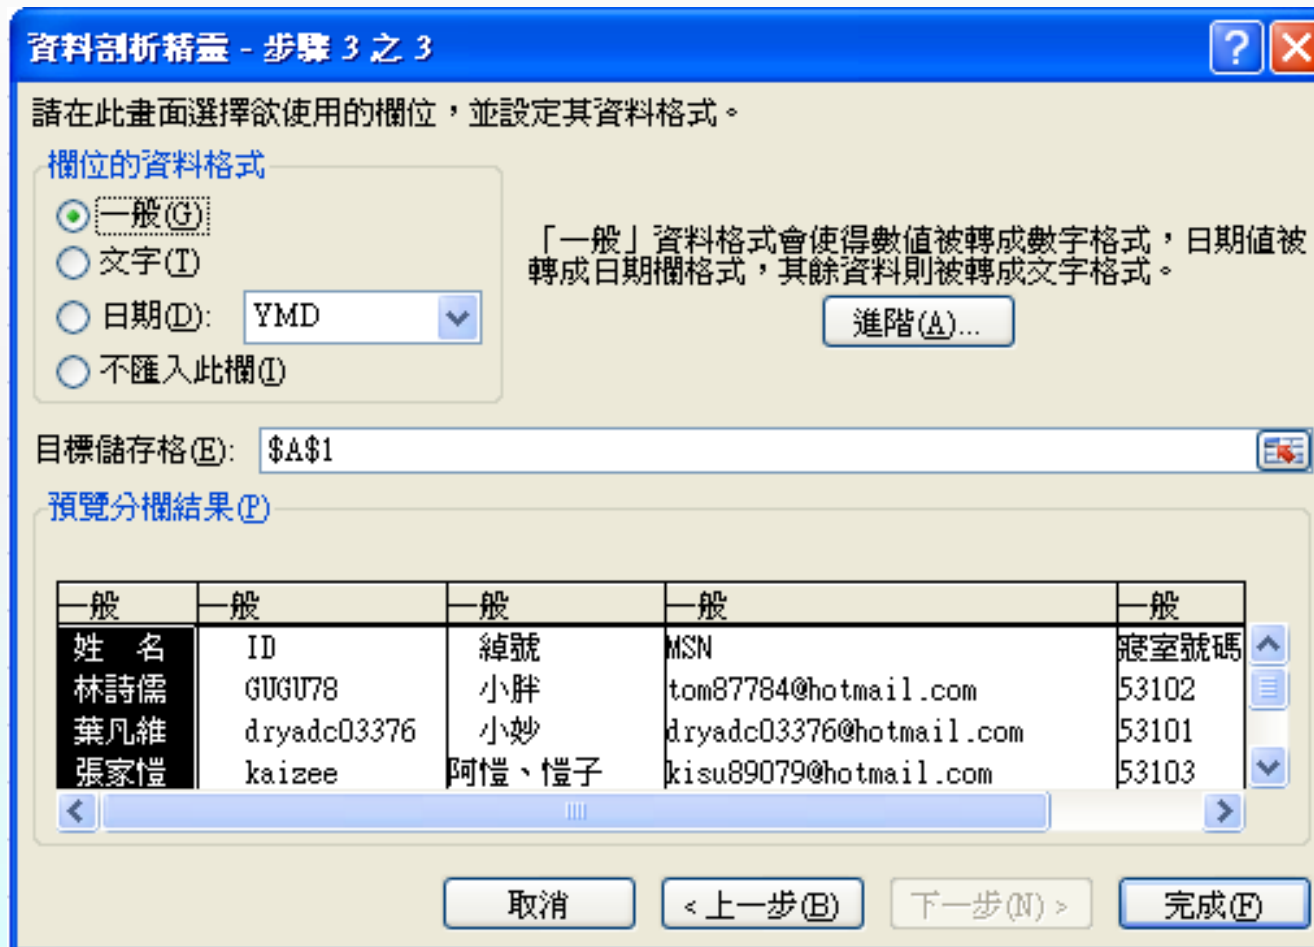 資料剖析精靈 - 步驟 3 之 3
請在此畫面選擇欲使用的欄位，並設定其資料格式。
欄位的資料格式
一般(G)
文字(T)
日期(D): YMD
不匯入此欄(I)
「一般」資料格式會使得數值被轉成數字格式，日期值被
轉成日期欄格式，其餘資料則被轉成文字格式。
進階(A)...
目標儲存格(E): $A$1
預覽分欄結果(P)
一般 一般 一般 一般 一般
姓 名 ID 綽號 MSN 寢室號碼
林詩儒 GUGU78 小胖 tom87784@hotmail.com 53102
葉凡維 dryadc03376 小妙 dryadc03376@hotmail.com 53101
張家愷 kaizee 阿愷、愷子 kisu89079@hotmail.com 53103
取消 < 上一步(B) 下一步(N) > 完成(F)